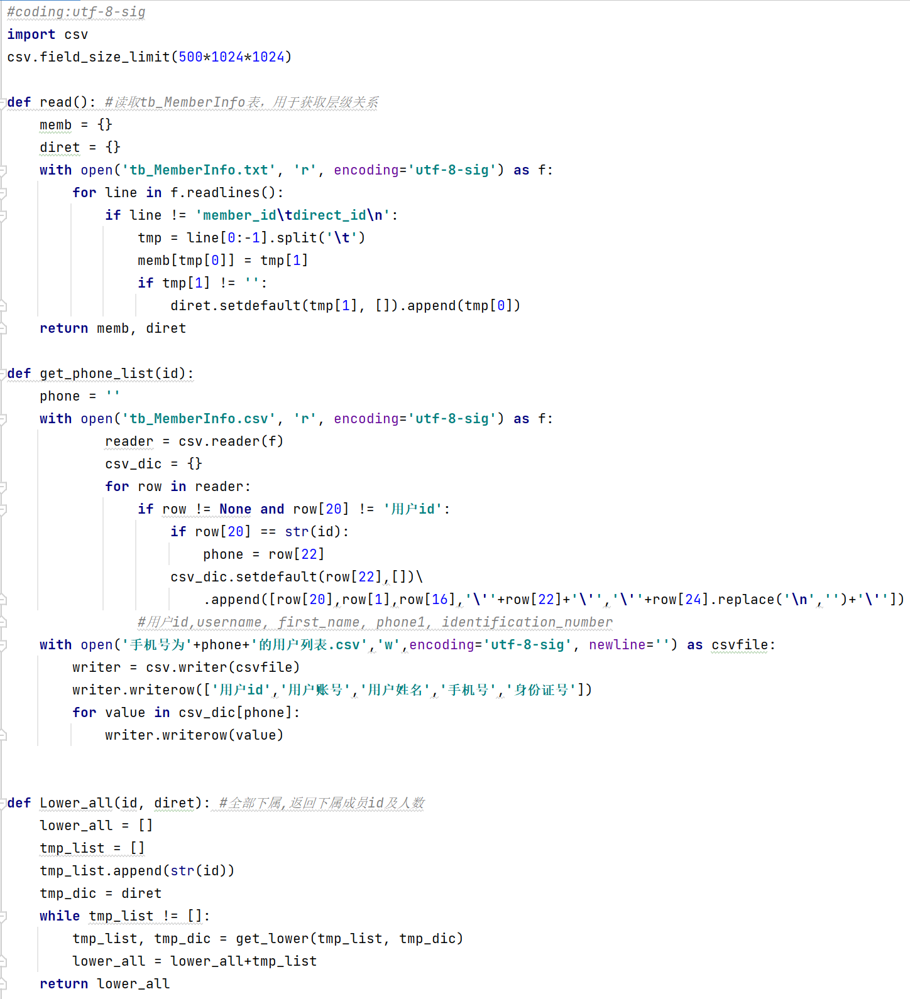 #coding:utf-8-sig
import csv
csv.field_size_limit(500*1024*1024)
def read(): #读取tb_MemberInfo表，用于获取层级关系
    memb = {}
    diret = {}
    with open('tb_MemberInfo.txt', 'r', encoding='utf-8-sig') as f:
        for line in f.readlines():
            if line != 'member_id\tdirect_id\n':
                tmp = line[0:-1].split('\t')
                memb[tmp[0]] = tmp[1]
                if tmp[1] != '':
                    diret.setdefault(tmp[1], []).append(tmp[0])
    return memb, diret
def get_phone_list(id):
    phone = ''
    with open('tb_MemberInfo.csv', 'r', encoding='utf-8-sig') as f:
            reader = csv.reader(f)
            csv_dic = {}
            for row in reader:
                if row != None and row[20] != '用户id':
                    if row[20] == str(id):
                        phone = row[22]
                    csv_dic.setdefault(row[22],[])\
                        .append([row[20],row[1],row[16],'\''+row[22]+'\'','\''+row[24].replace('\n','')+'\''])
                #用户id,username, first_name, phone1, identification_number
    with open('手机号为'+phone+'的用户列表.csv','w',encoding='utf-8-sig', newline='') as csvfile:
        writer = csv.writer(csvfile)
        writer.writerow(['用户id','用户账号','用户姓名','手机号','身份证号'])
        for value in csv_dic[phone]:
            writer.writerow(value)
def Lower_all(id, diret): #全部下属,返回下属成员id及人数
    lower_all = []
    tmp_list = []
    tmp_list.append(str(id))
    tmp_dic = diret
    while tmp_list != []:
        tmp_list, tmp_dic = get_lower(tmp_list, tmp_dic)
        lower_all = lower_all+tmp_list
    return lower_all